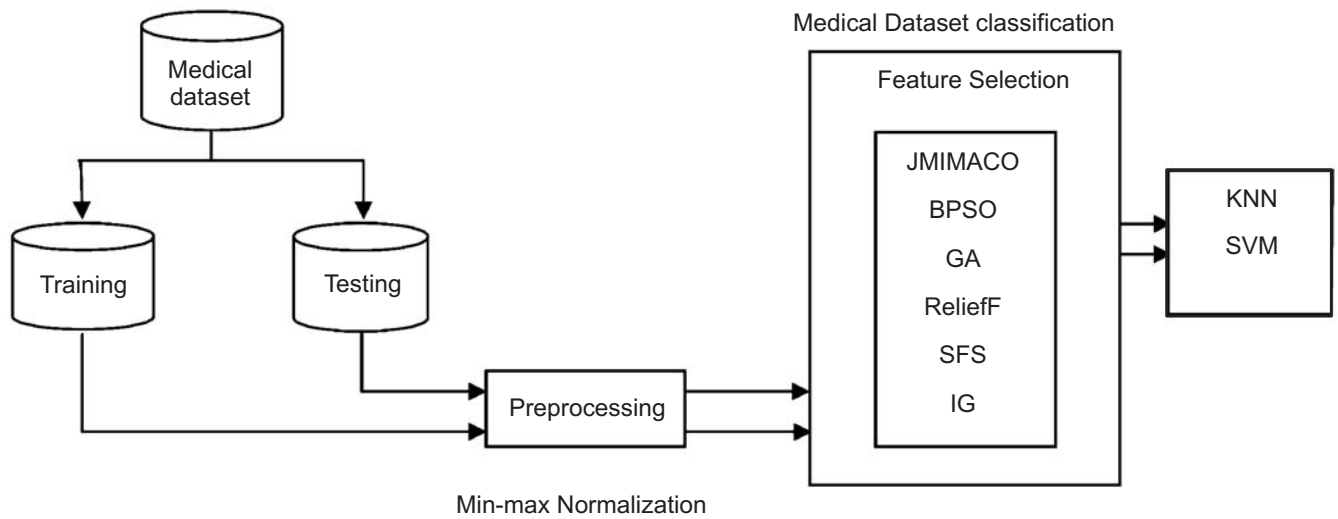 Medical Dataset classification
Medical
dataset
Feature Selection
JMIMACO
BPSO
GA
ReliefF
SFS
IG
KNN
SVM
Training
Testing
Preprocessing
Min-max Normalization